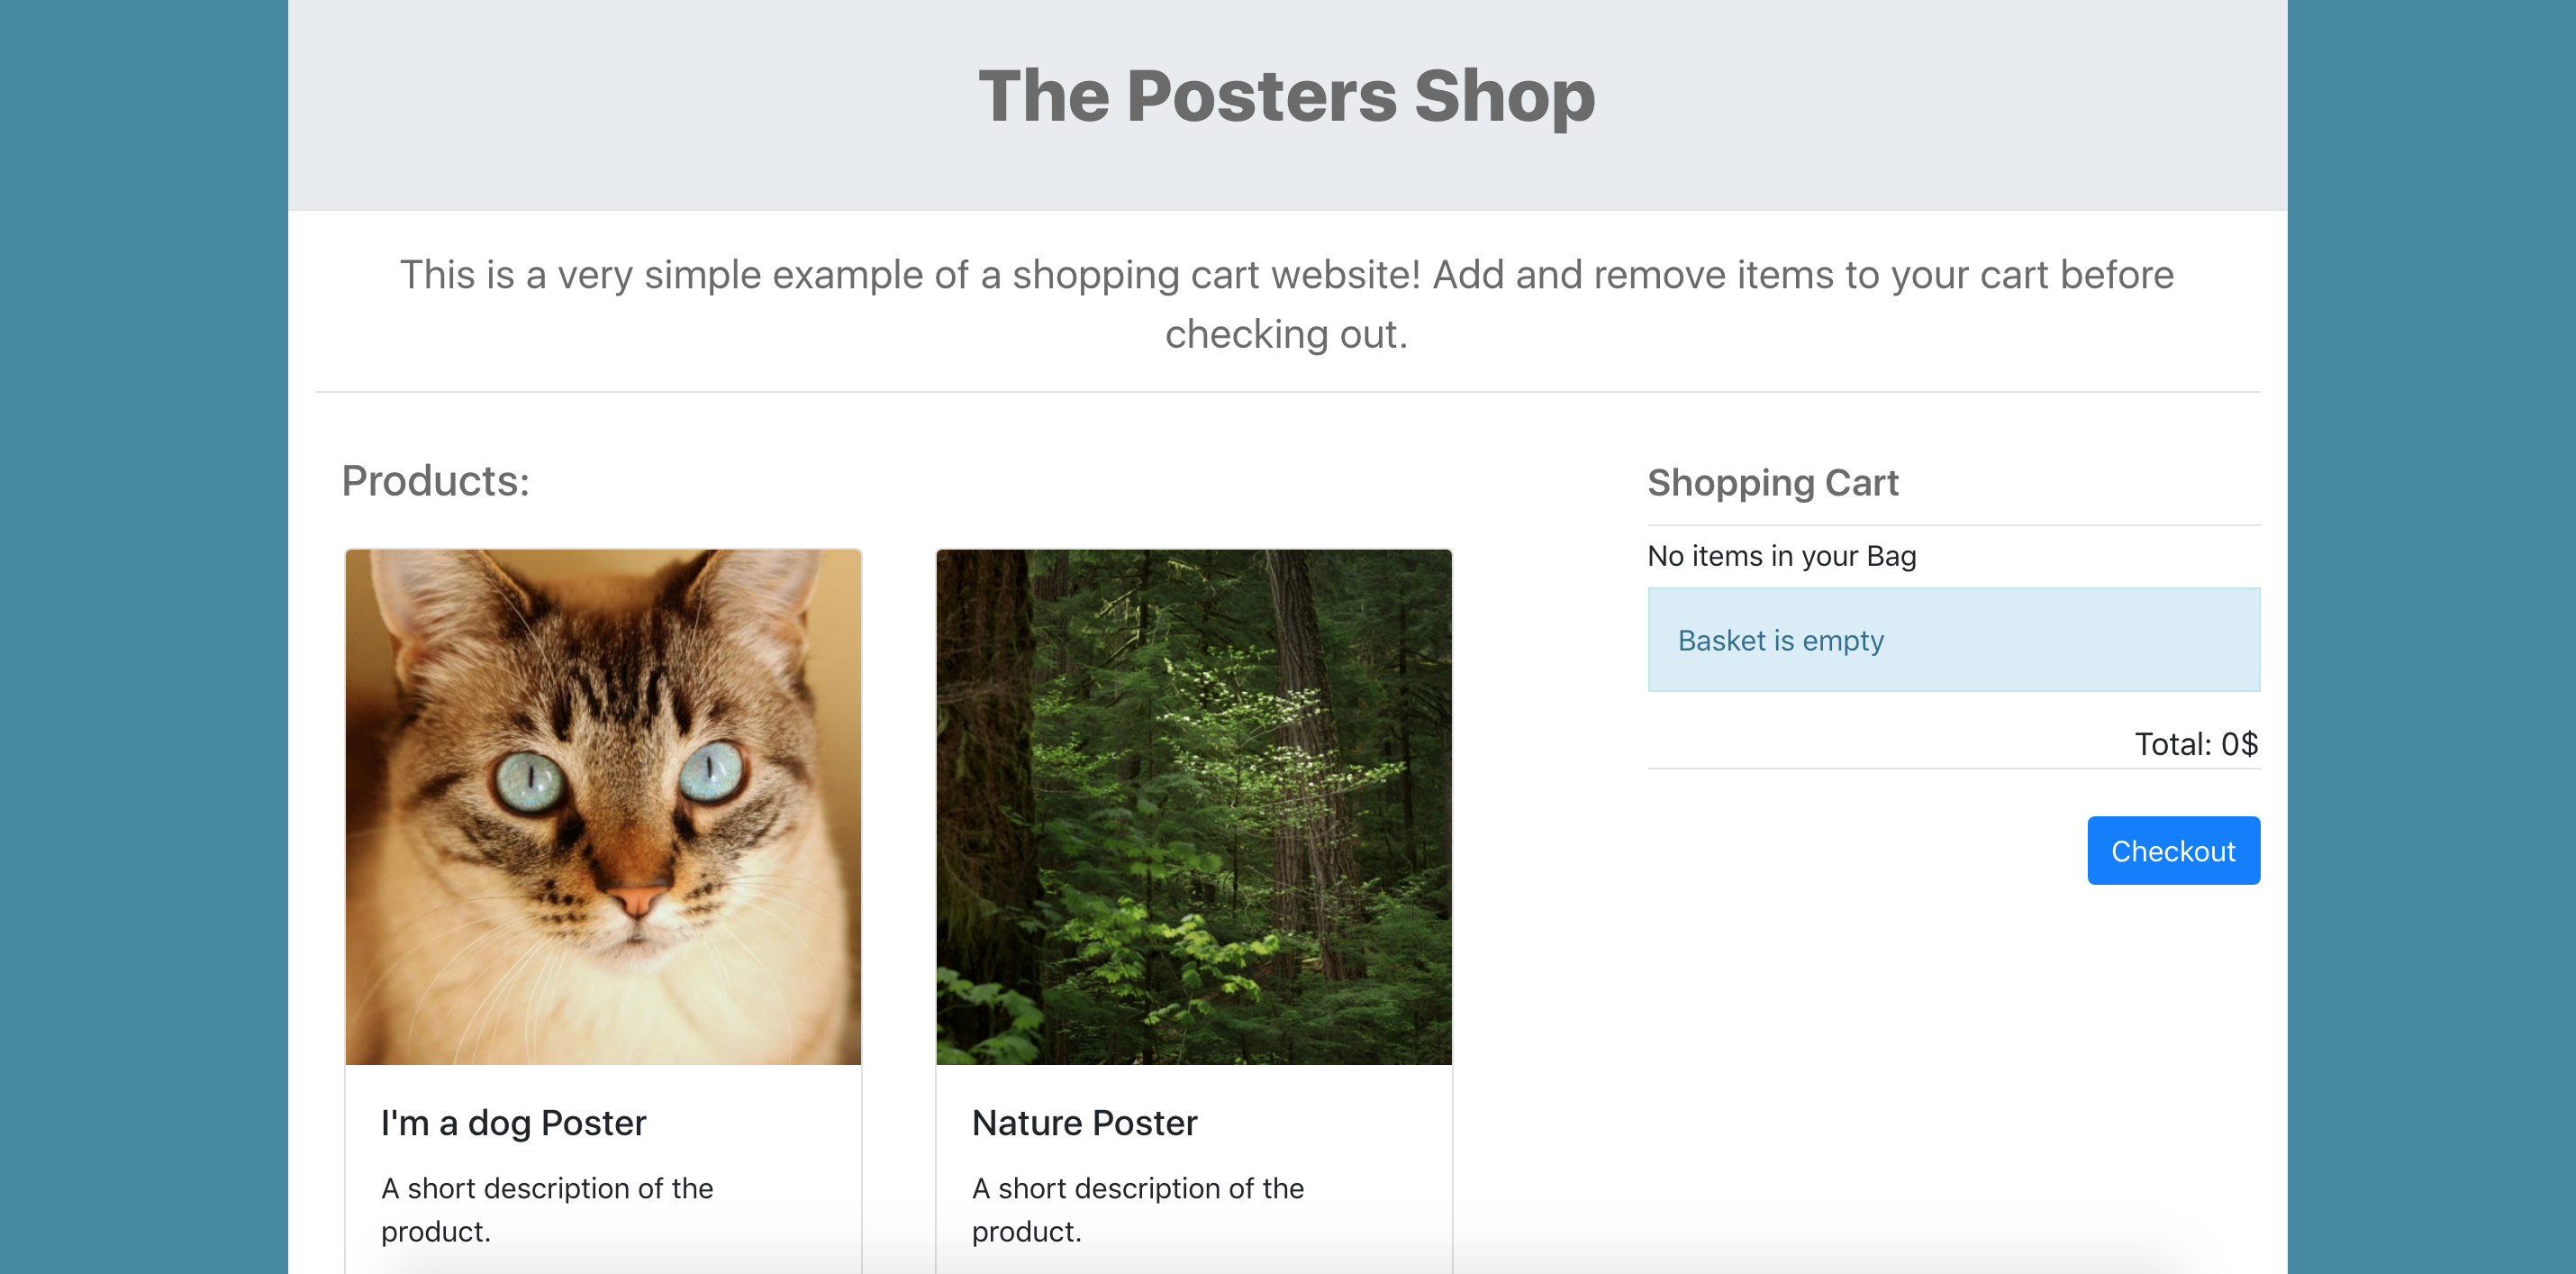 The Posters Shop
This is a very simple example of a shopping cart website! Add and remove items to your cart before
checking out.
Products:
I'm a dog Poster
A short description of the
product.
Nature Poster
A short description of the
product.
Shopping Cart
No items in your Bag
Basket is empty
Total: 0$
Checkout